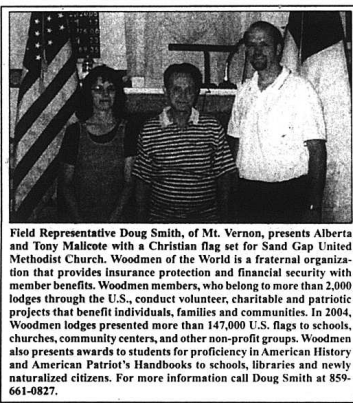 Field Representative Doug Smith, of Mt. Vernon, presents Alberta
and Tony Malicote with a Christian flag set for Sand Gap United
Methodist Church. Woodmen of the World is a fraternal organiza-
tion that provides insurance protection and financial security with
member benefits. Woodmen members, who belong to more than 2,000
lodges through the U.S., conduct volunteer, charitable and patriotic
projects that benefit individuals, families and communities. In 2004,
Woodmen lodges presented more than 147,000 U.S. flags to schools,
churches, community centers, and other non-profit groups. Woodmen
also presents awards to students for proficiency in American History
and American Patriot's Handbooks to schools, libraries and newly
naturalized citizens. For more information call Doug Smith at 859-
661-0827.